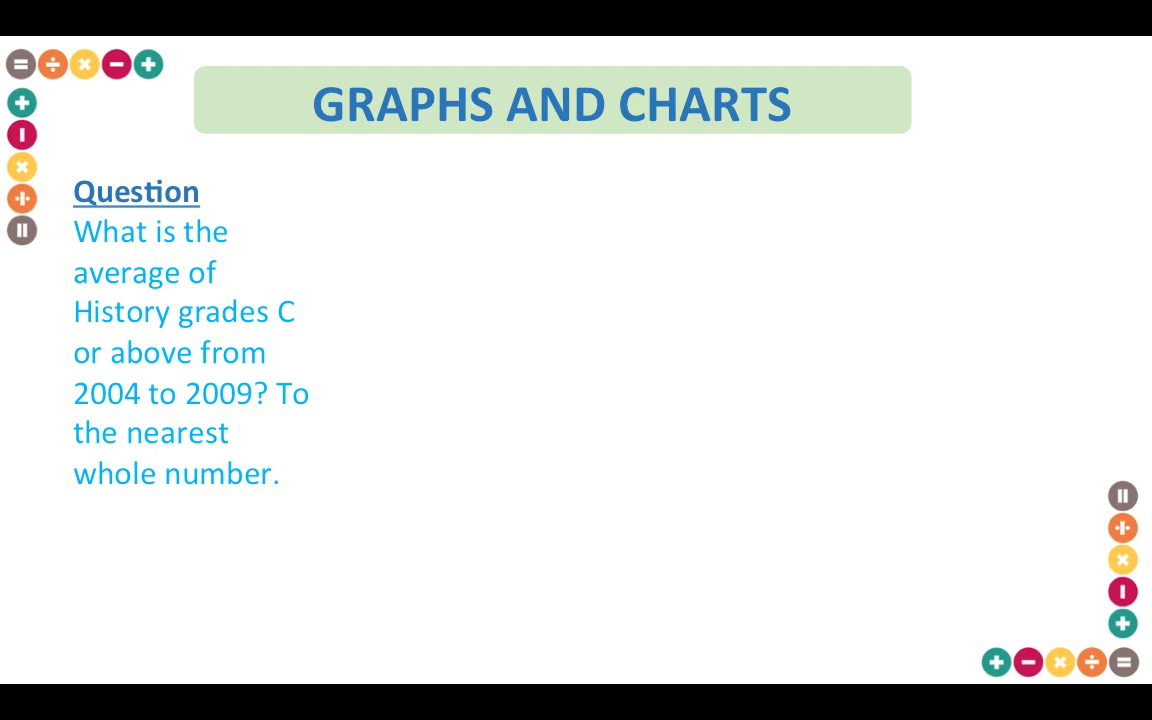 GRAPHS AND CHARTS
Question
What is the
average of
History grades C
or above from
2004 to 2009? To
the nearest
whole number.